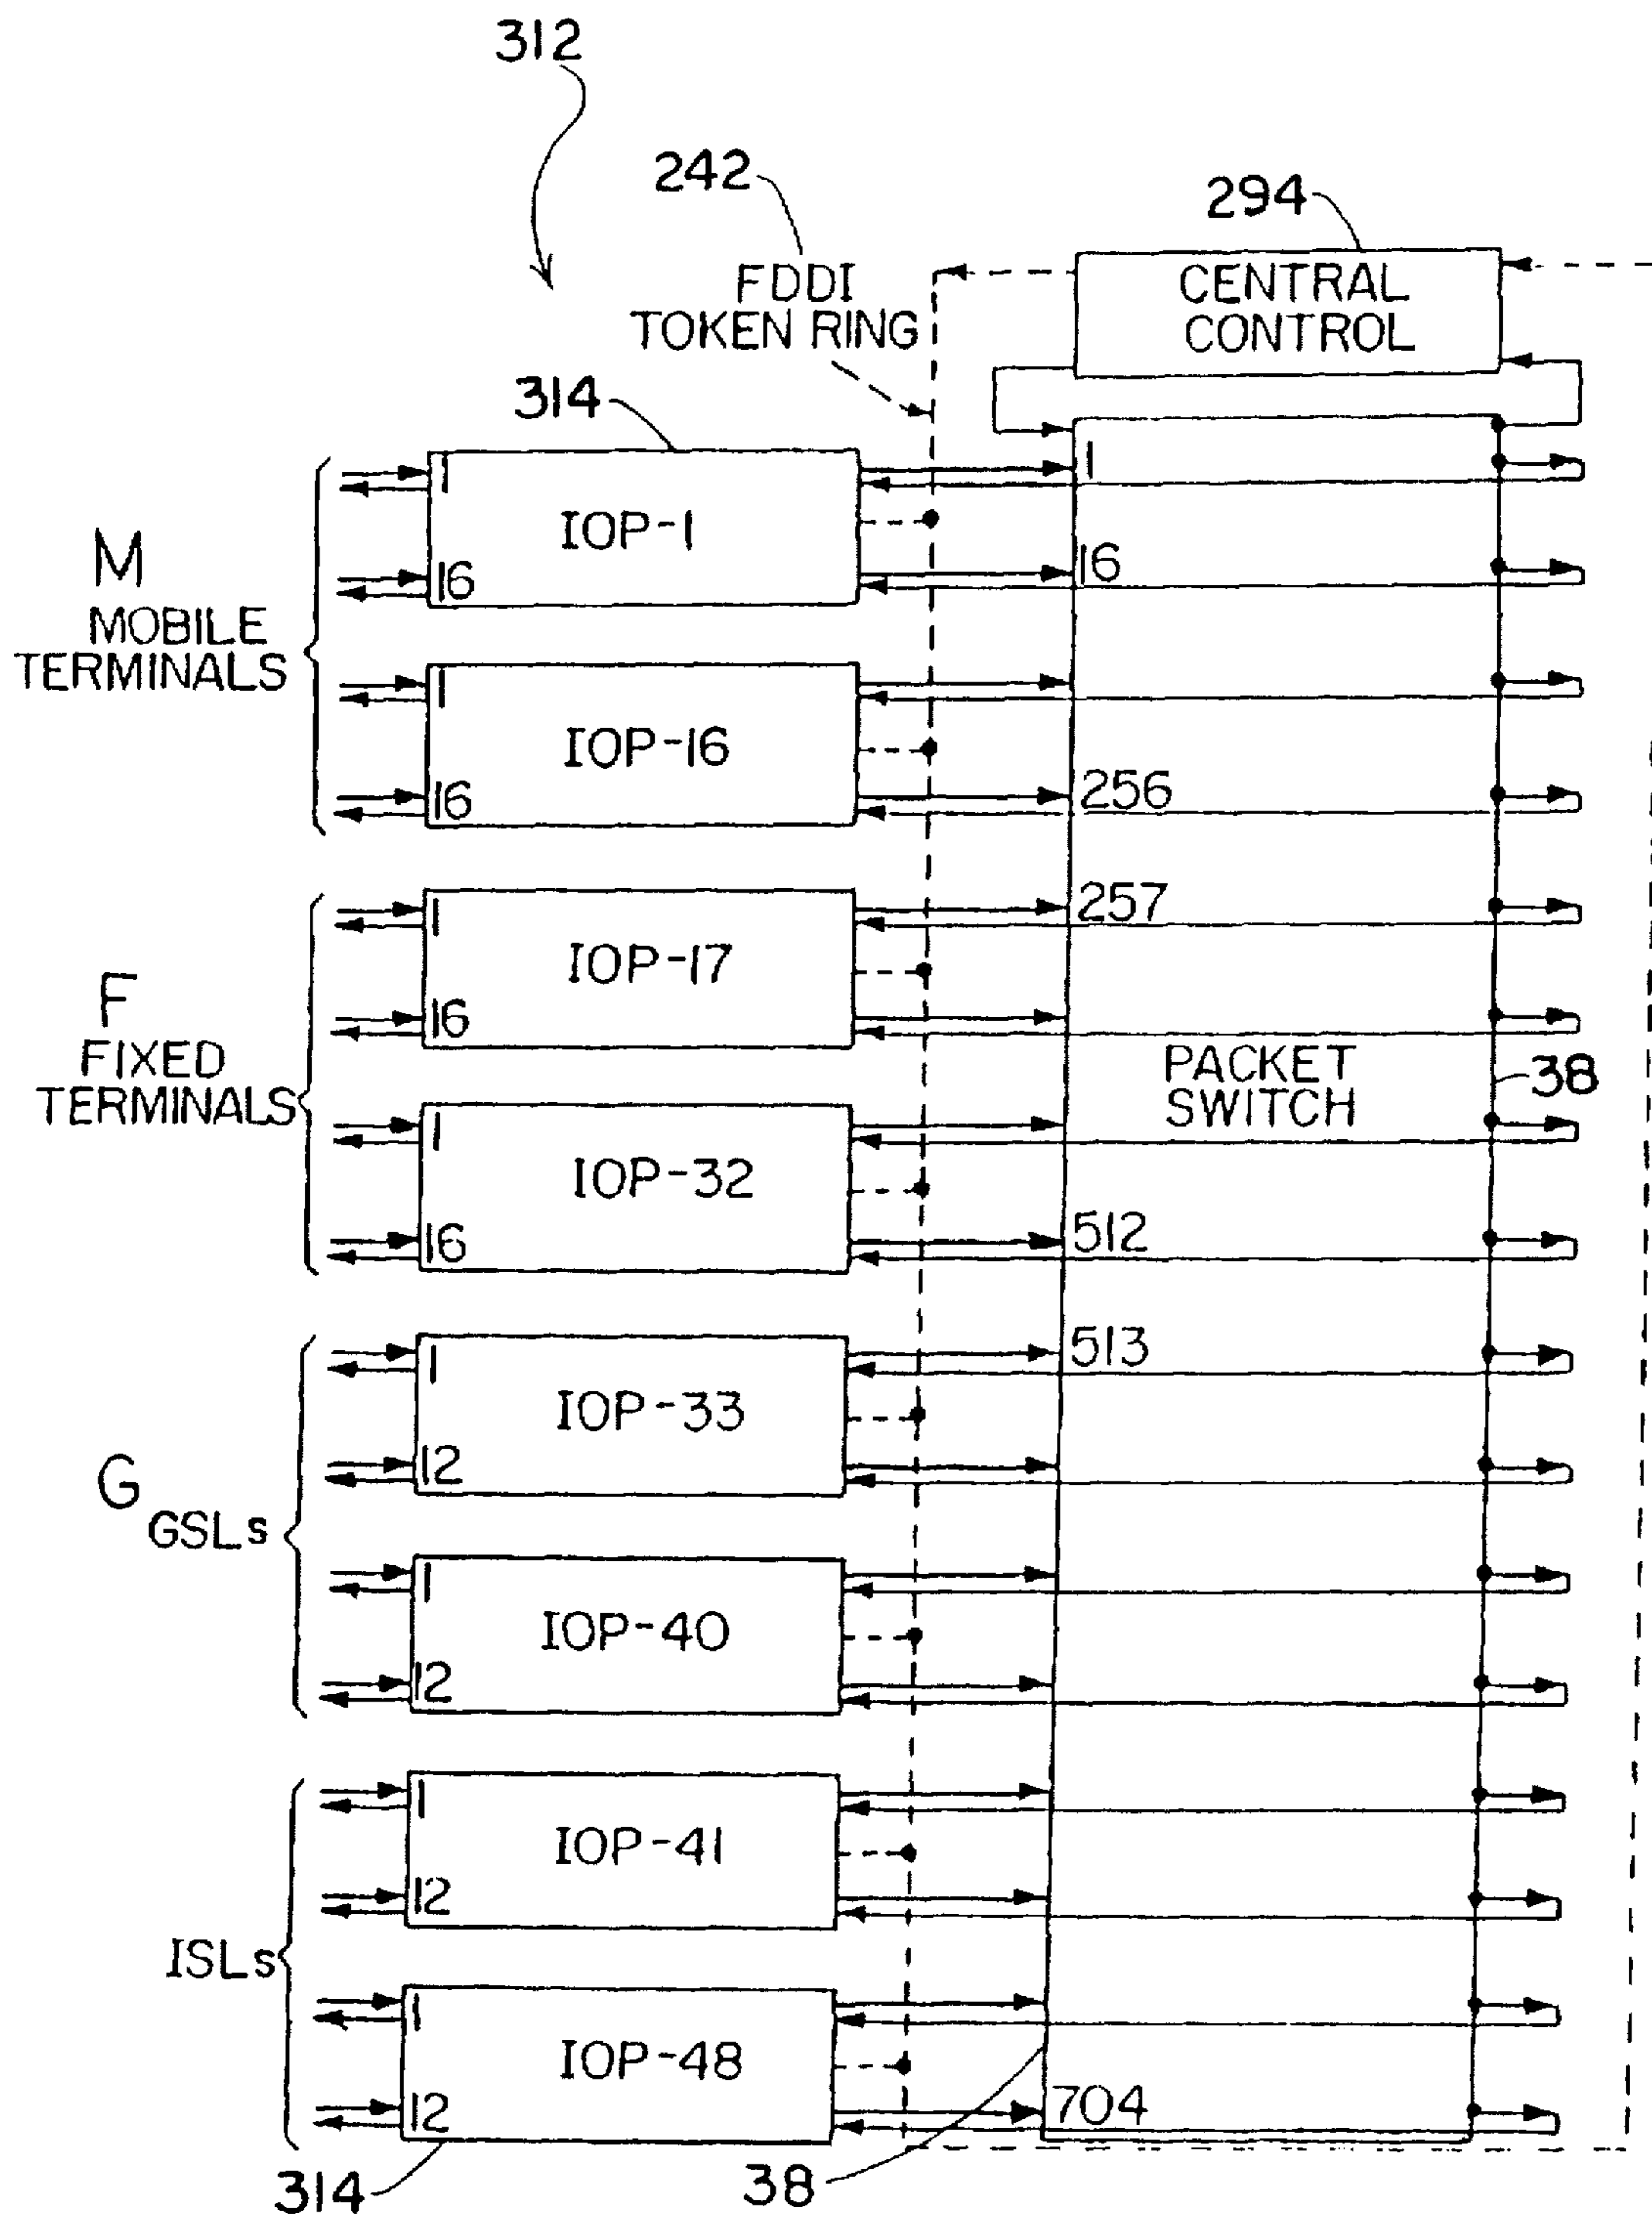 312
242
294
FDDI
TOKEN RING
CENTRAL
CONTROL
314
1
IOP-1
16
1
16
M
MOBILE
TERMINALS
1
IOP-16
16
256
1
IOP-17
16
257
F
FIXED
TERMINALS
PACKET
SWITCH
38
1
IOP-32
16
512
1
IOP-33
12
513
G
GSLs
1
IOP-40
12
1
IOP-41
12
ISLs
1
IOP-48
12
704
314
38